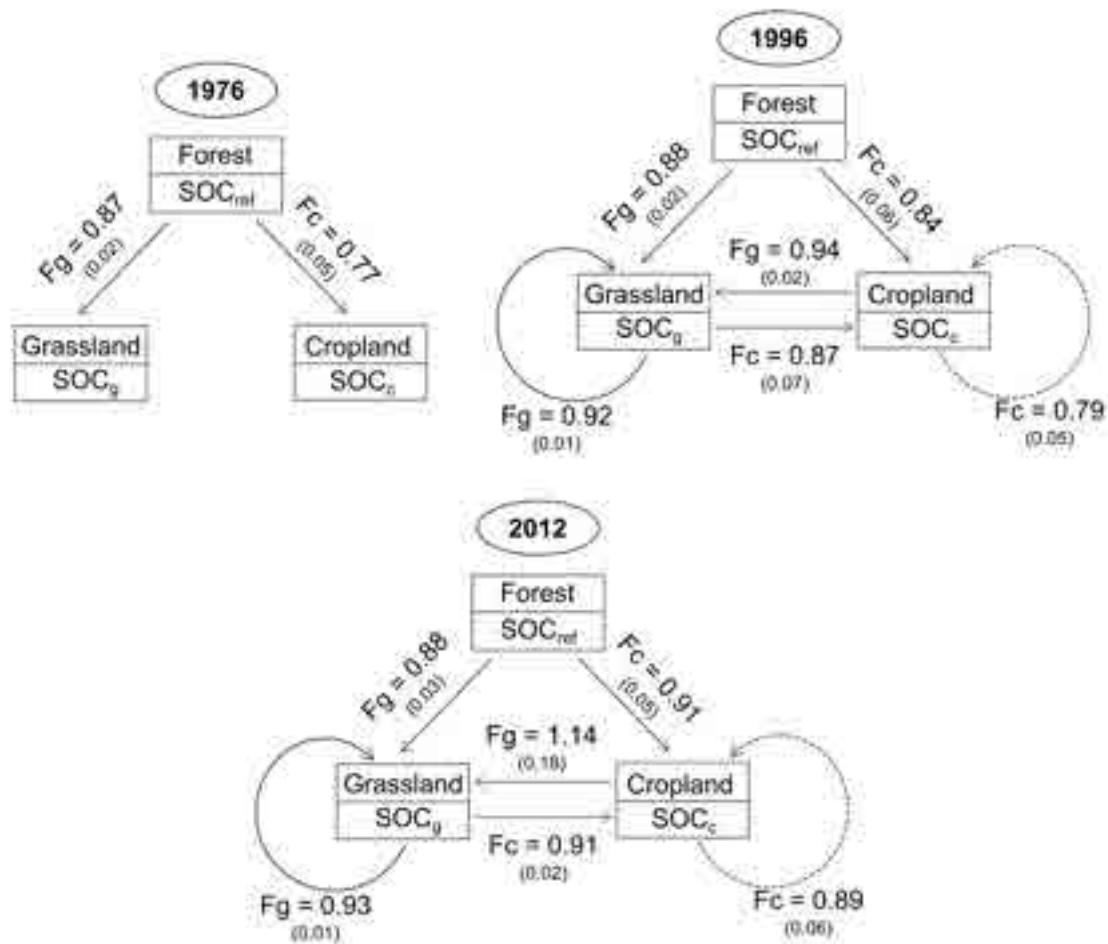 1976
Forest
SOCref
Fg = 0.87
(0.02)
Fc = 0.77
(0.05)
Grassland
SOCg
Cropland
SOCc
1996
Forest
SOCref
Fg = 0.88
(0.02)
Fc = 0.84
(0.06)
Fg = 0.94
(0.02)
Grassland
SOCg
Cropland
SOCc
Fc = 0.87
(0.07)
Fg = 0.92
(0.01)
Fc = 0.79
(0.05)
2012
Forest
SOCref
Fg = 0.88
(0.03)
Fc = 0.91
(0.05)
Fg = 1.14
(0.18)
Grassland
SOCg
Cropland
SOCc
Fc = 0.91
(0.02)
Fg = 0.93
(0.01)
Fc = 0.89
(0.06)